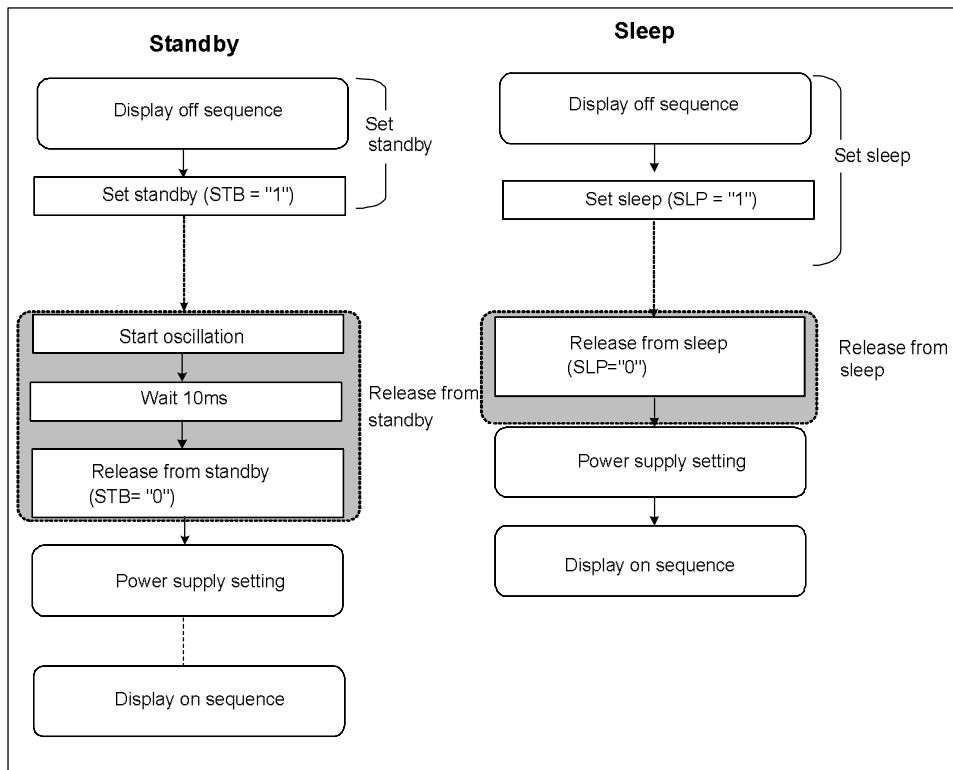 Standby
Display off sequence
Set
standby
Set standby (STB = "1")
Start oscillation
Wait 10ms
Release from
standby
Release from standby
(STB= "0")
Power supply setting
Display on sequence
Sleep
Display off sequence
Set sleep
Set sleep (SLP = "1")
Release from sleep
(SLP="0")
Release from
sleep
Power supply setting
Display on sequence